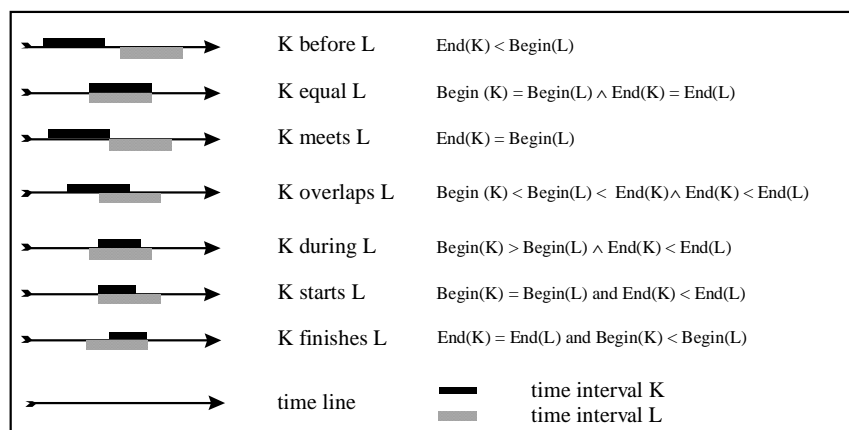 K before L End(K) < Begin(L)
K equal L Begin (K) = Begin(L) ∧ End(K) = End(L)
K meets L End(K) = Begin(L)
K overlaps L Begin (K) < Begin(L) < End(K) ∧ End(K) < End(L)
K during L Begin(K) > Begin(L) ∧ End(K) < End(L)
K starts L Begin(K) = Begin(L) and End(K) < End(L)
K finishes L End(K) = End(L) and Begin(K) < Begin(L)
time line time interval K
time interval L